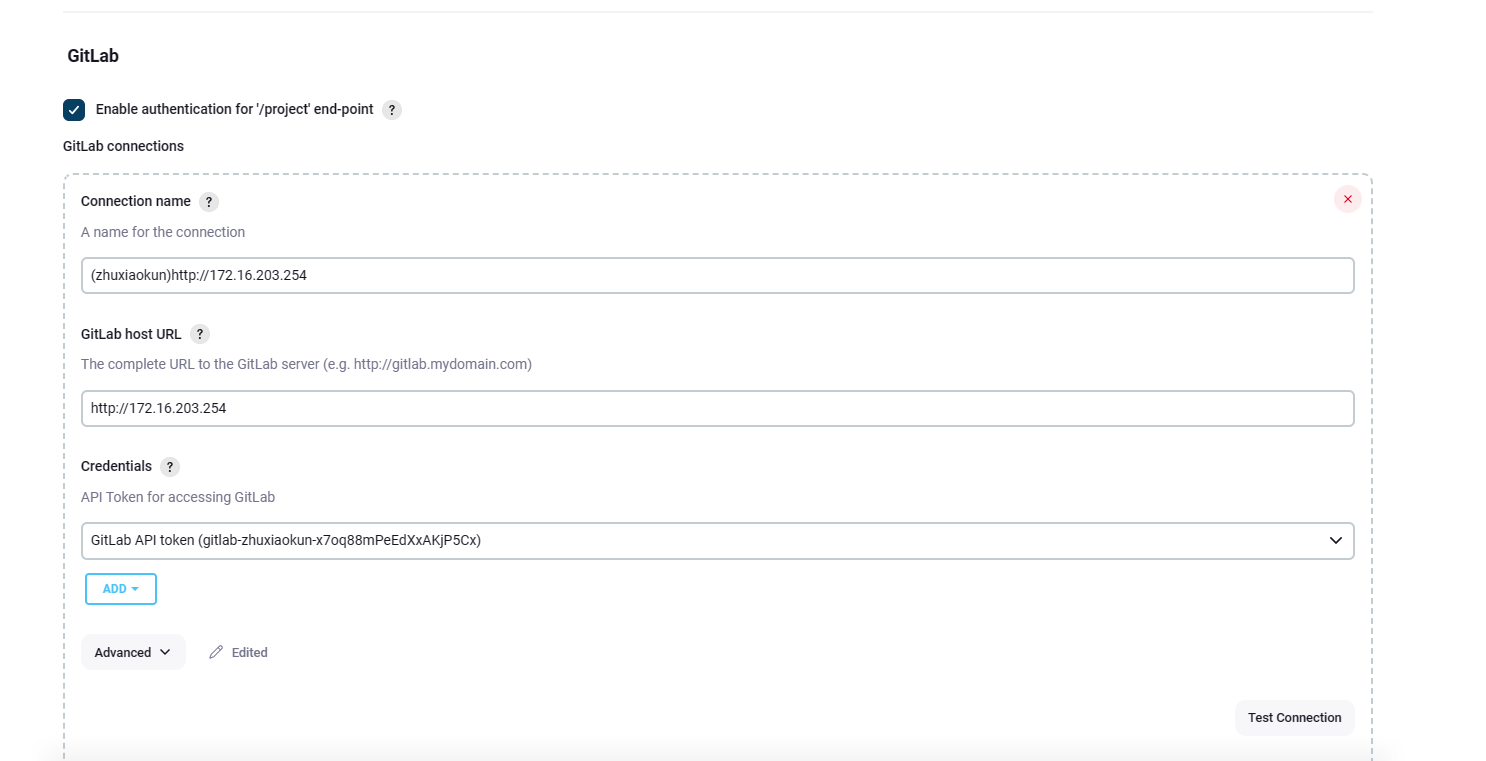 GitLab
Enable authentication for '/project' end-point ?
GitLab connections
Connection name ?
A name for the connection
(zhuxiaokun)http://172.16.203.254
GitLab host URL ?
The complete URL to the GitLab server (e.g. http://gitlab.mydomain.com)
http://172.16.203.254
Credentials ?
API Token for accessing GitLab
GitLab API token (gitlab-zhuxiaokun-x7oq88mPeEdXxAKjP5Cx)
ADD
Advanced Edited
Test Connection